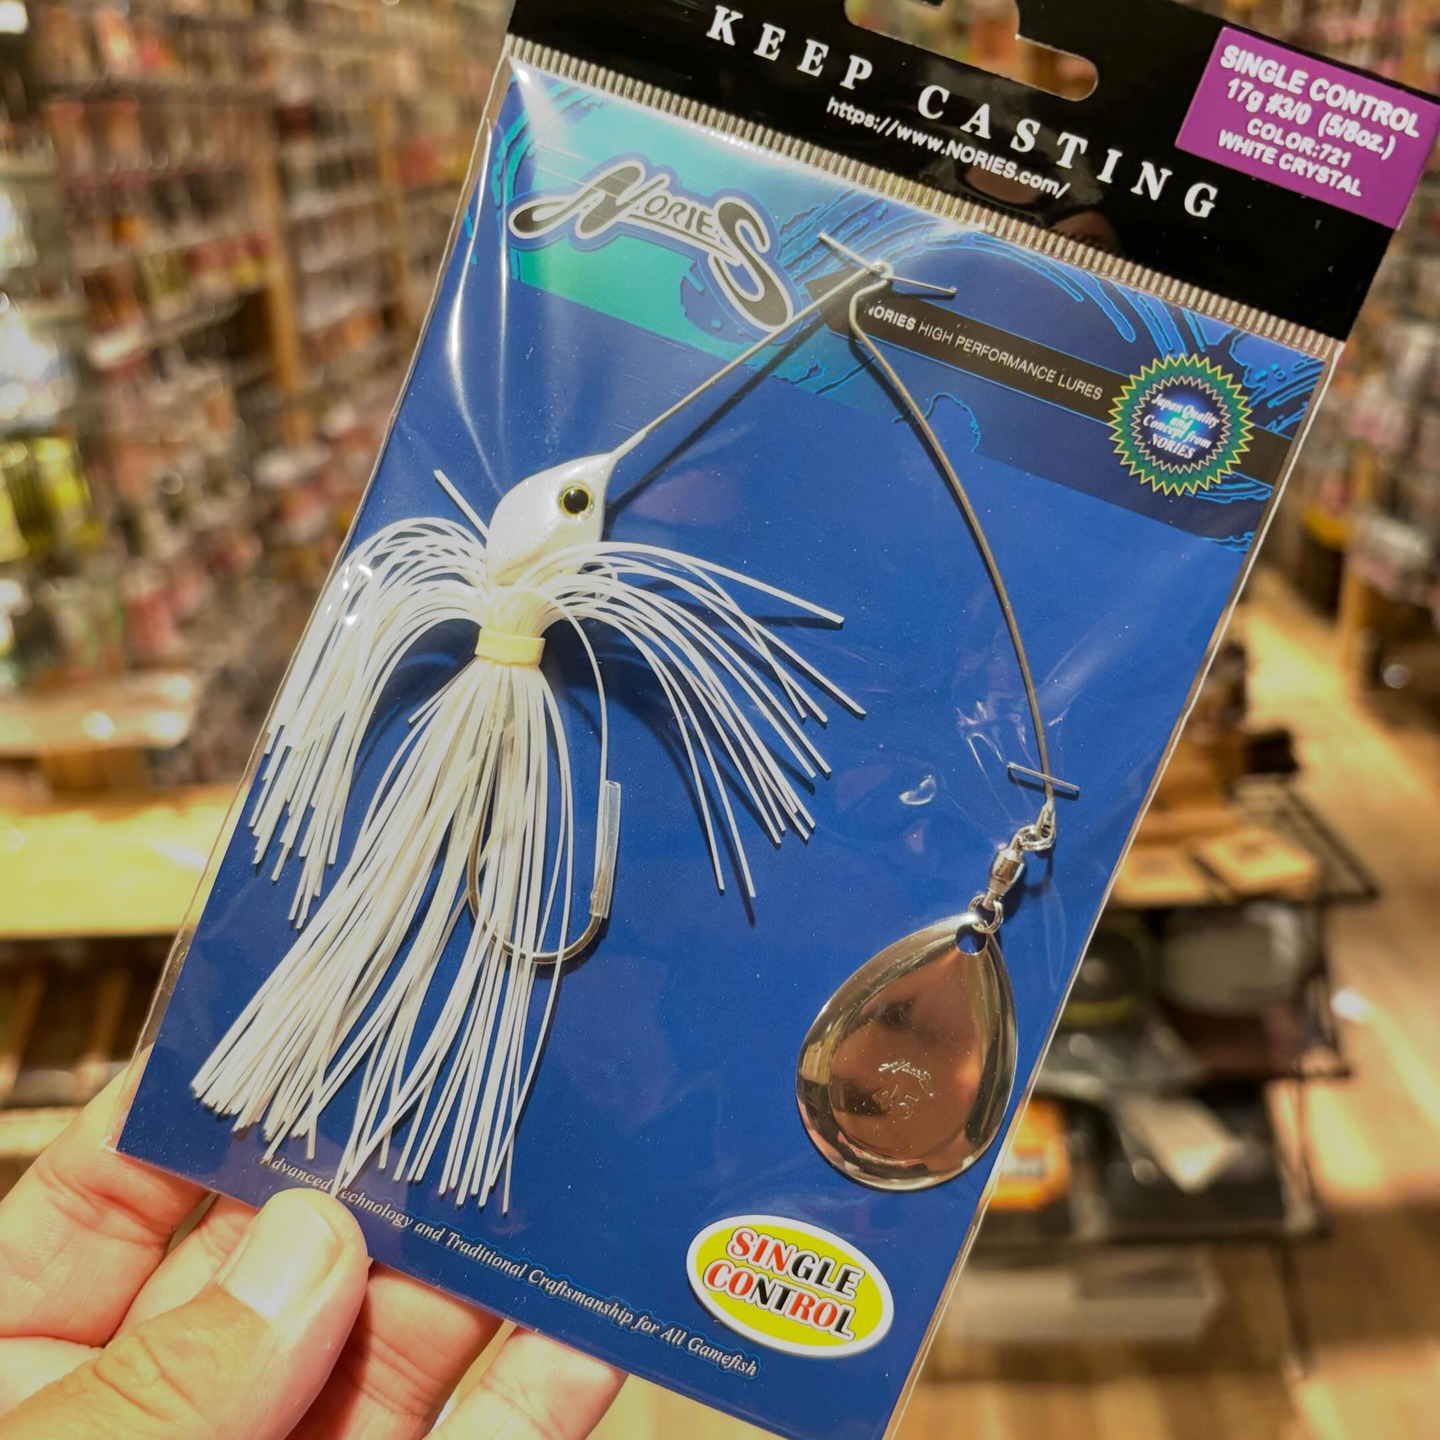 KEEP CASTING
https://www.NORIES.com/
SINGLE CONTROL
17g #3/0 (5/8oz.)
COLOR:721
WHITE CRYSTAL
NORIES
NORIES HIGH PERFORMANCE LURES
Japan Quality
and
Concept from
NORIES
Advanced Technology and Traditional Craftsmanship for All Gamefish
SINGLE
CONTROL